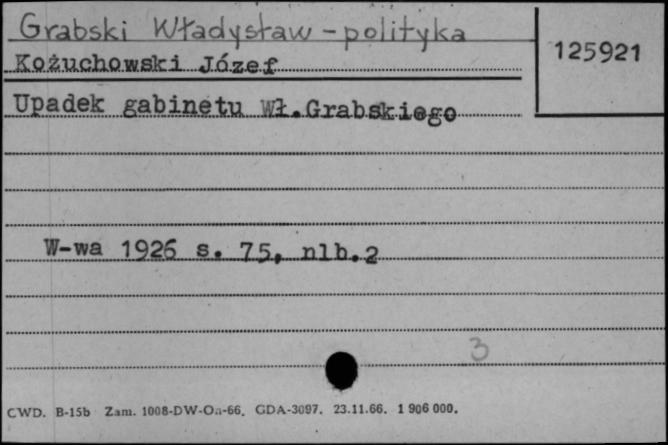 Grabski Władysław - polityka
125921
Kożuchowski Józef
Upadek gabinetu Wł.Grabskiego
W-wa 1926 s. 75, nlb.2
3
CWD. B-15b Zam. 1008-DW-On-66. GDA-3097. 23.11.66. 1 906 000.